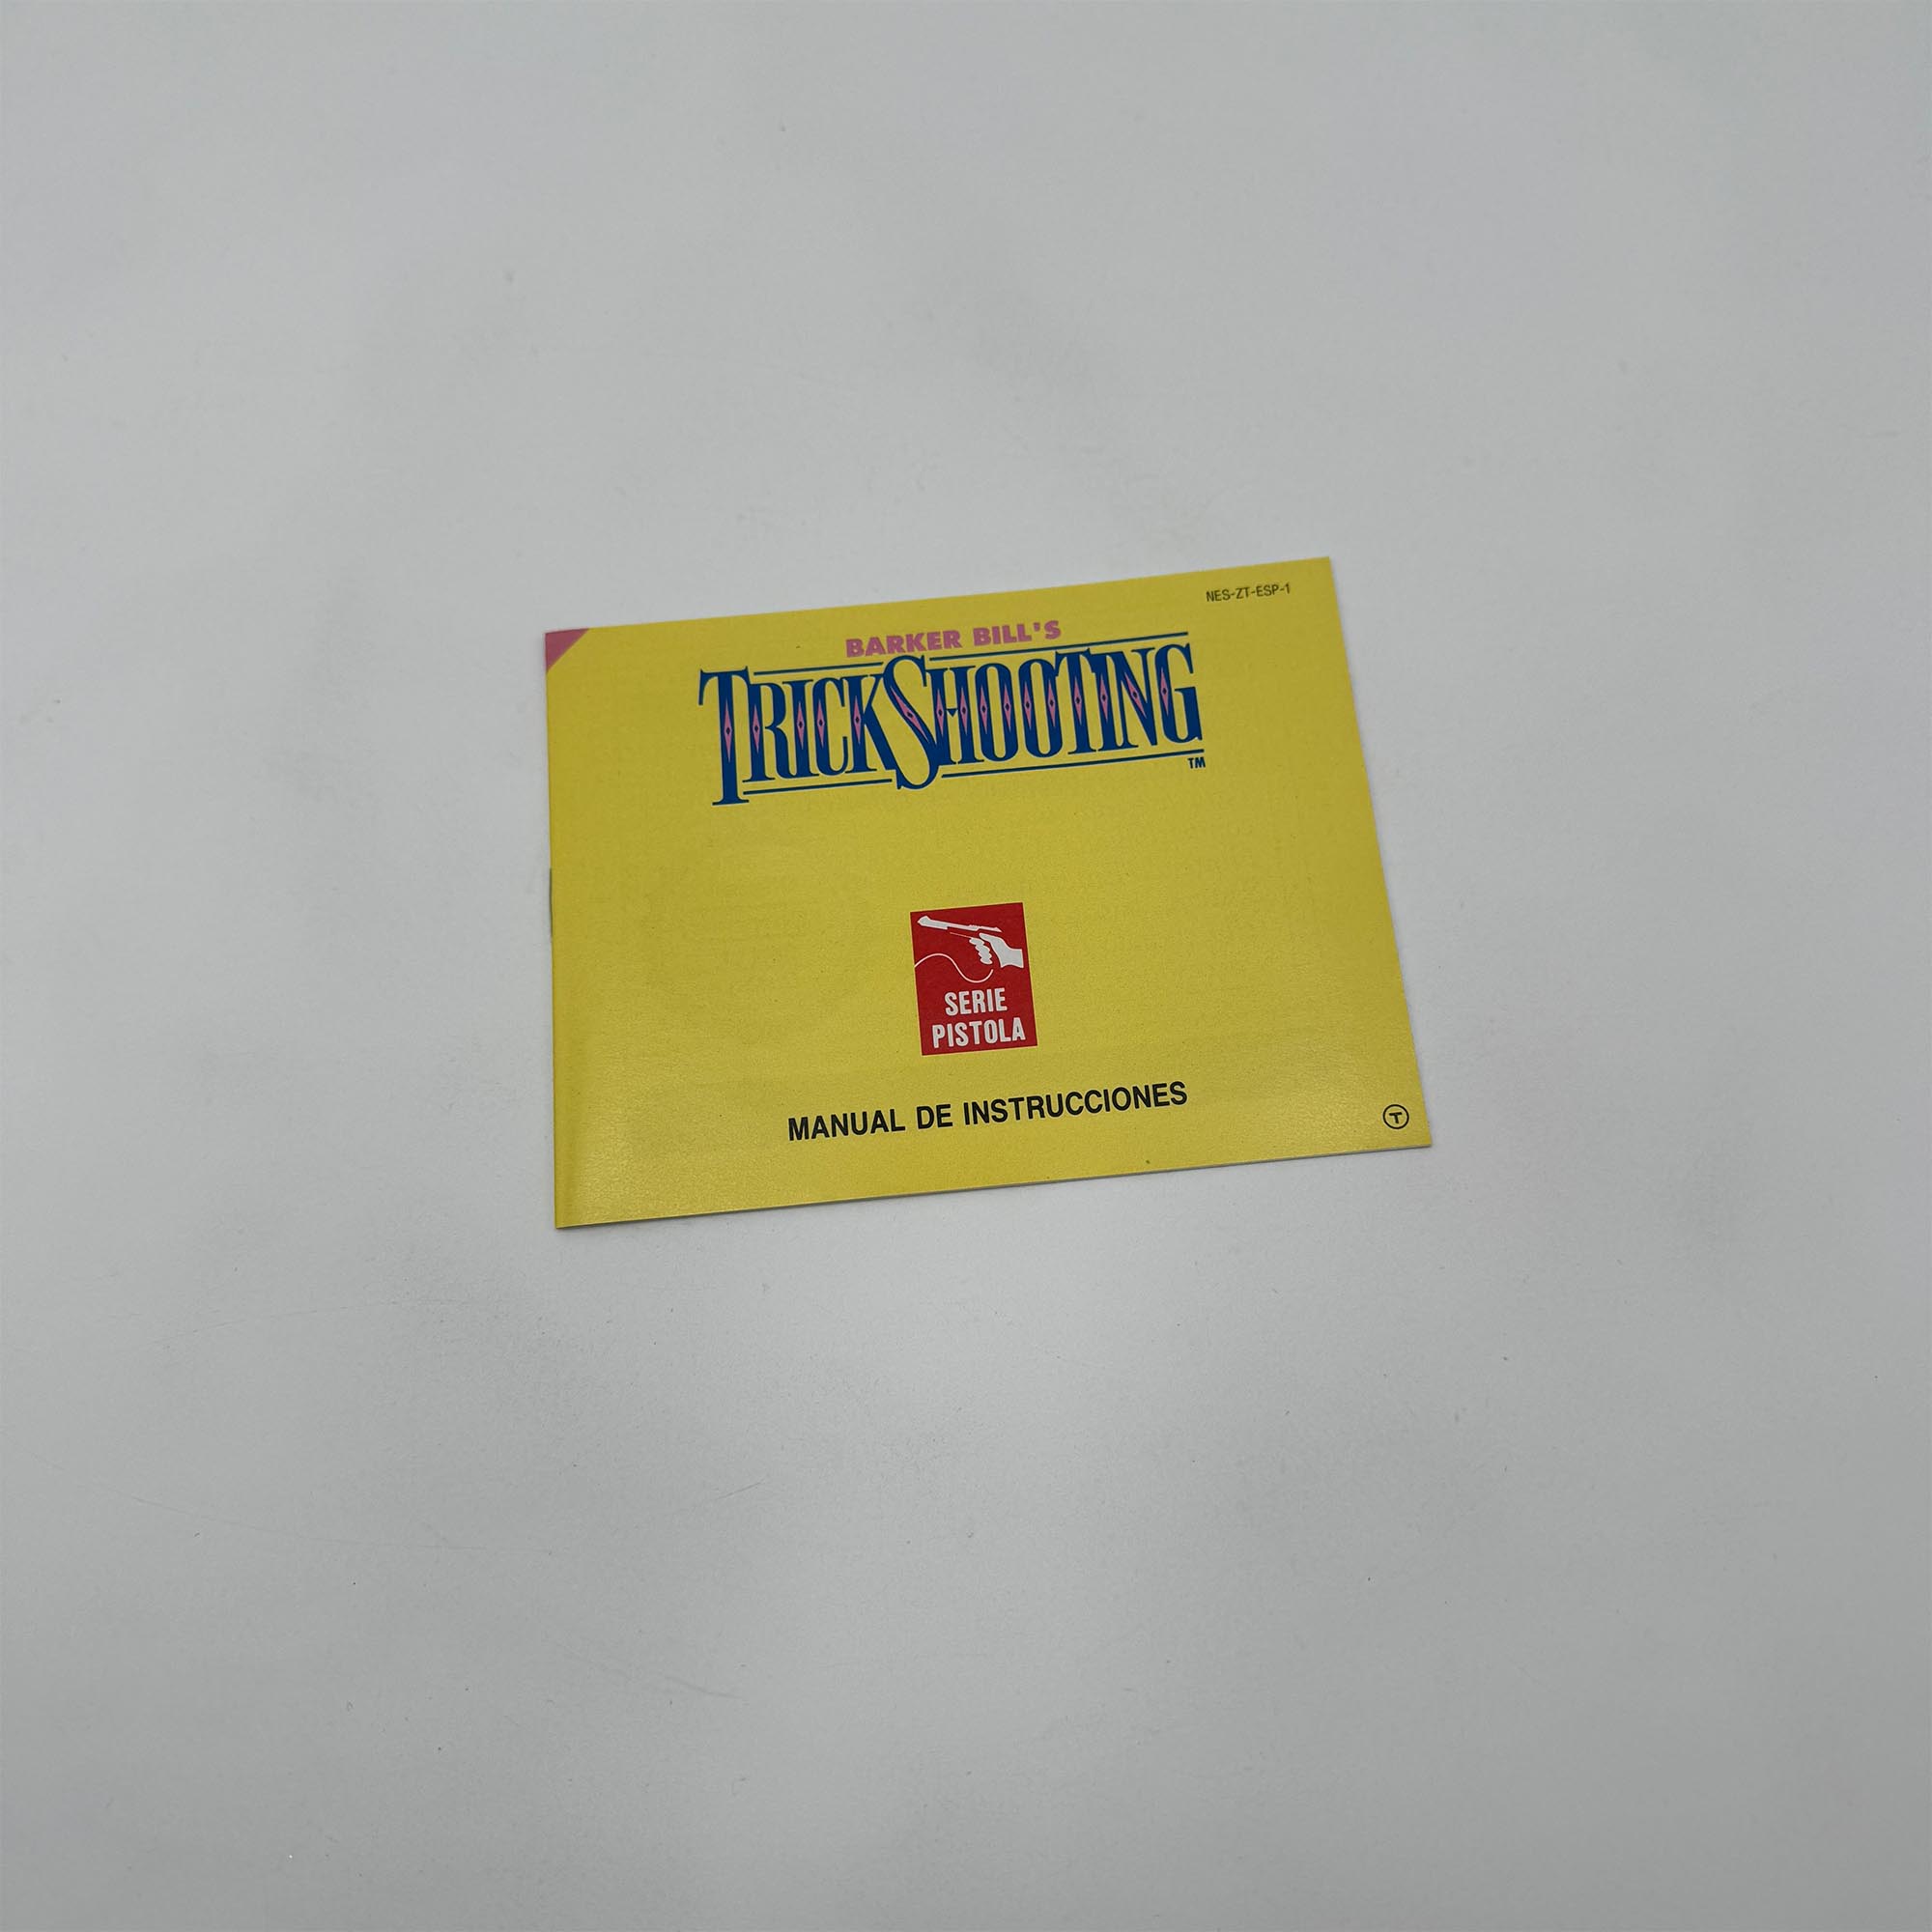 NES-ZT-ESP-1
BARKER BILL'S
TRICKSHOOTING
TM
SERIE
PISTOLA
MANUAL DE INSTRUCCIONES
T